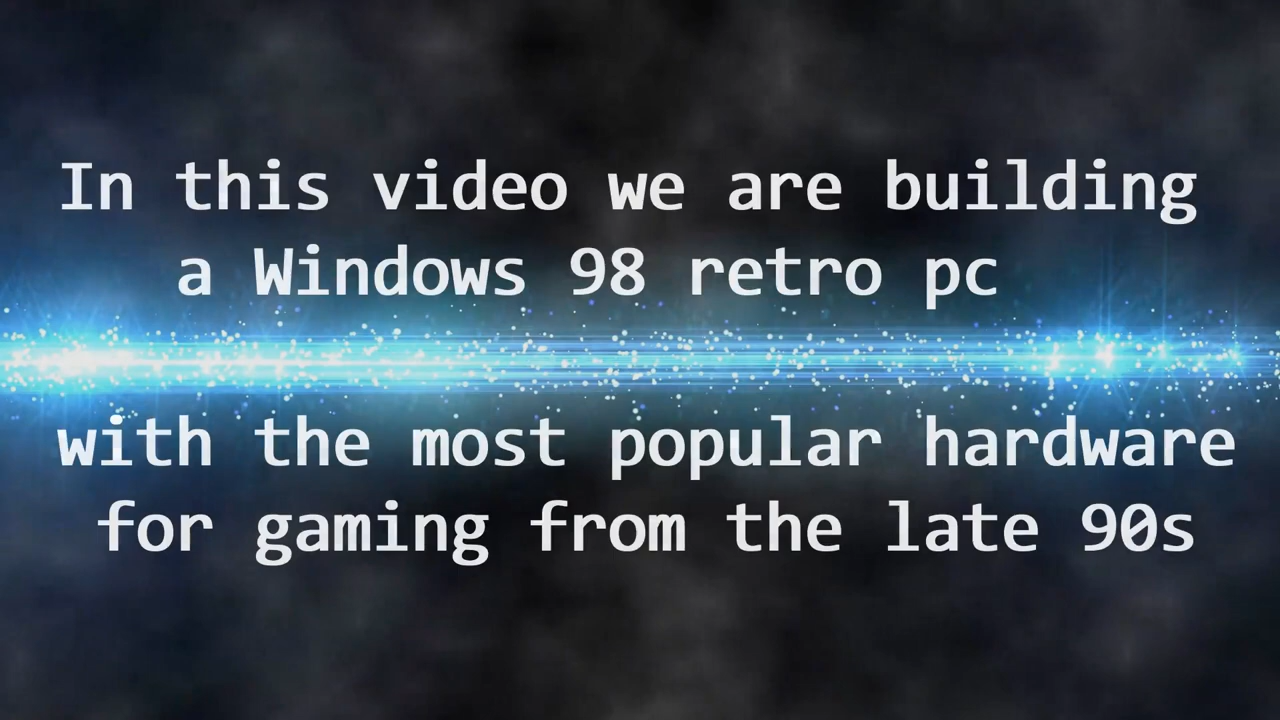 In this video we are building
a Windows 98 retro pc
with the most popular hardware
for gaming from the late 90s